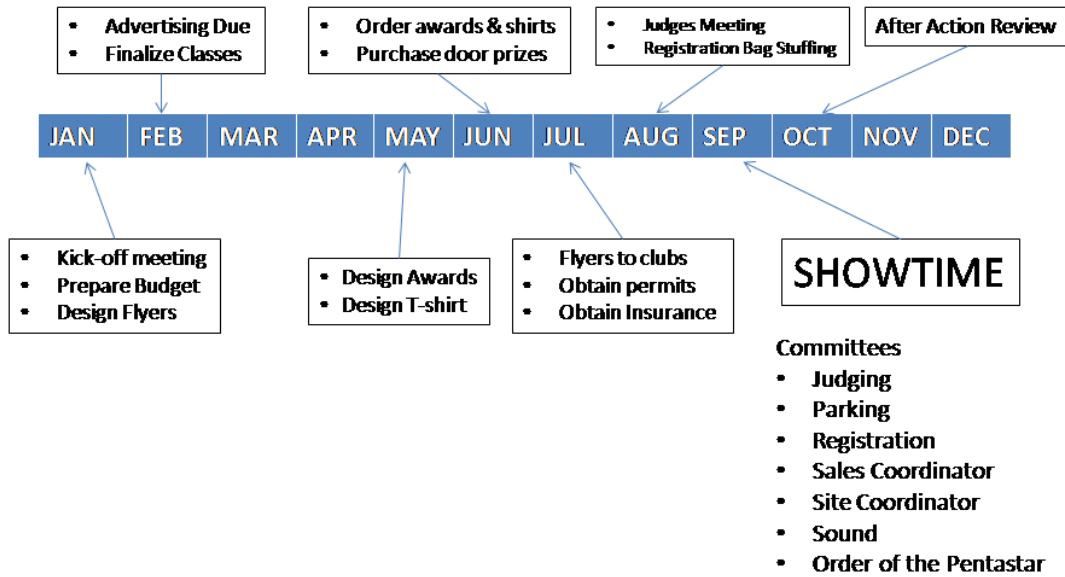 • Advertising Due
• Finalize Classes
• Order awards & shirts
• Purchase door prizes
• Judges Meeting
• Registration Bag Stuffing
After Action Review
JAN FEB MAR APR MAY JUN JUL AUG SEP OCT NOV DEC
• Kick-off meeting
• Prepare Budget
• Design Flyers
• Design Awards
• Design T-shirt
• Flyers to clubs
• Obtain permits
• Obtain Insurance
SHOWTIME
Committees
• Judging
• Parking
• Registration
• Sales Coordinator
• Site Coordinator
• Sound
• Order of the Pentastar